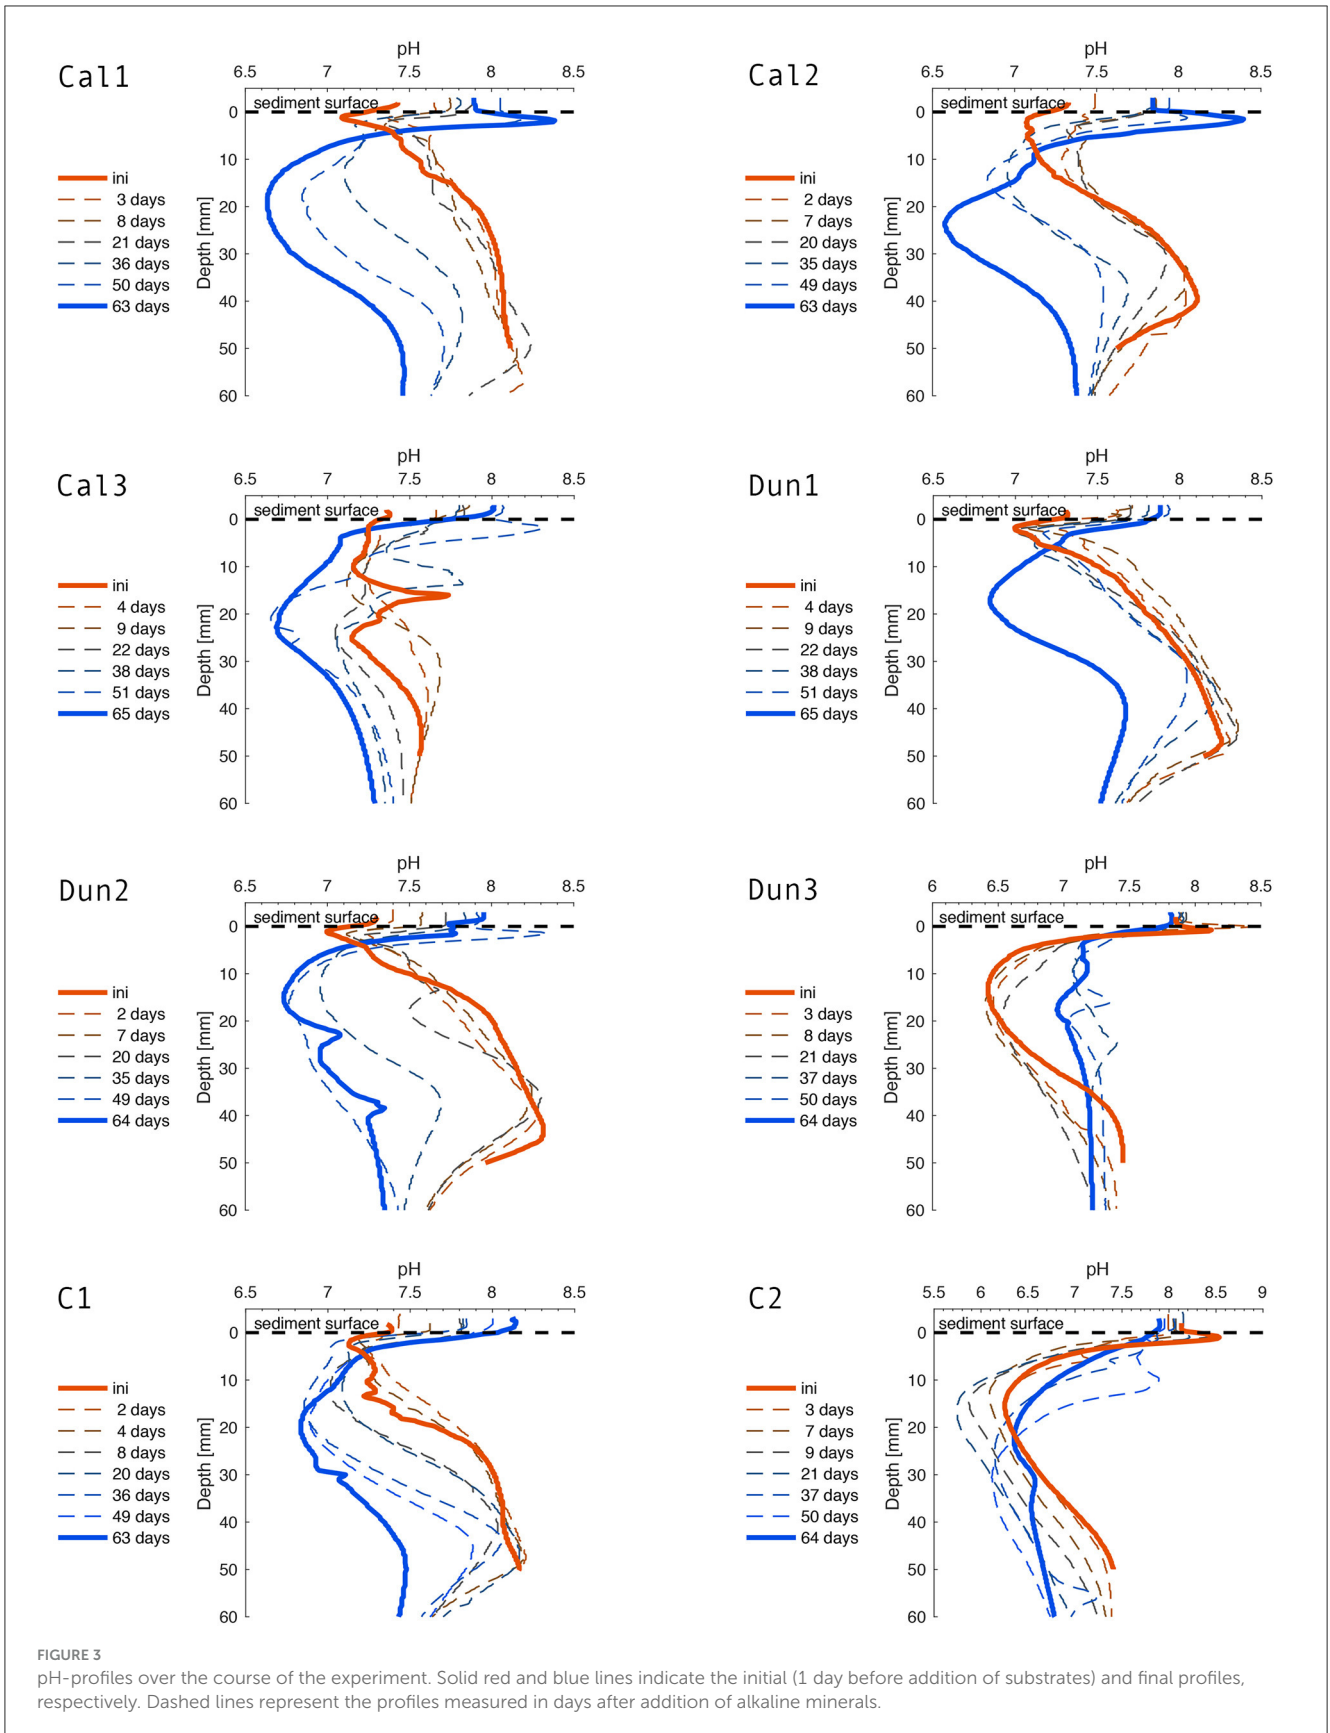 Cal1
pH
6.5 7 7.5 8 8.5
sediment surface
0
10
20
30
40
50
60
Depth [mm]
ini
3 days
8 days
21 days
36 days
50 days
63 days
Cal2
pH
6.5 7 7.5 8 8.5
sediment surface
0
10
20
30
40
50
60
Depth [mm]
ini
2 days
7 days
20 days
35 days
49 days
63 days
Cal3
pH
6.5 7 7.5 8 8.5
sediment surface
0
10
20
30
40
50
60
Depth [mm]
ini
4 days
9 days
22 days
38 days
51 days
65 days
Dun1
pH
6.5 7 7.5 8 8.5
sediment surface
0
10
20
30
40
50
60
Depth [mm]
ini
4 days
9 days
22 days
38 days
51 days
65 days
Dun2
pH
6.5 7 7.5 8 8.5
sediment surface
0
10
20
30
40
50
60
Depth [mm]
ini
2 days
7 days
20 days
35 days
49 days
64 days
Dun3
pH
6 6.5 7 7.5 8 8.5
sediment surface
0
10
20
30
40
50
60
Depth [mm]
ini
3 days
8 days
21 days
37 days
50 days
64 days
C1
pH
6.5 7 7.5 8 8.5
sediment surface
0
10
20
30
40
50
60
Depth [mm]
ini
2 days
4 days
8 days
20 days
36 days
49 days
63 days
C2
pH
5.5 6 6.5 7 7.5 8 8.5 9
sediment surface
0
10
20
30
40
50
60
Depth [mm]
ini
3 days
7 days
9 days
21 days
37 days
50 days
64 days
FIGURE 3
pH-profiles over the course of the experiment. Solid red and blue lines indicate the initial (1 day before addition of substrates) and final profiles,
respectively. Dashed lines represent the profiles measured in days after addition of alkaline minerals.